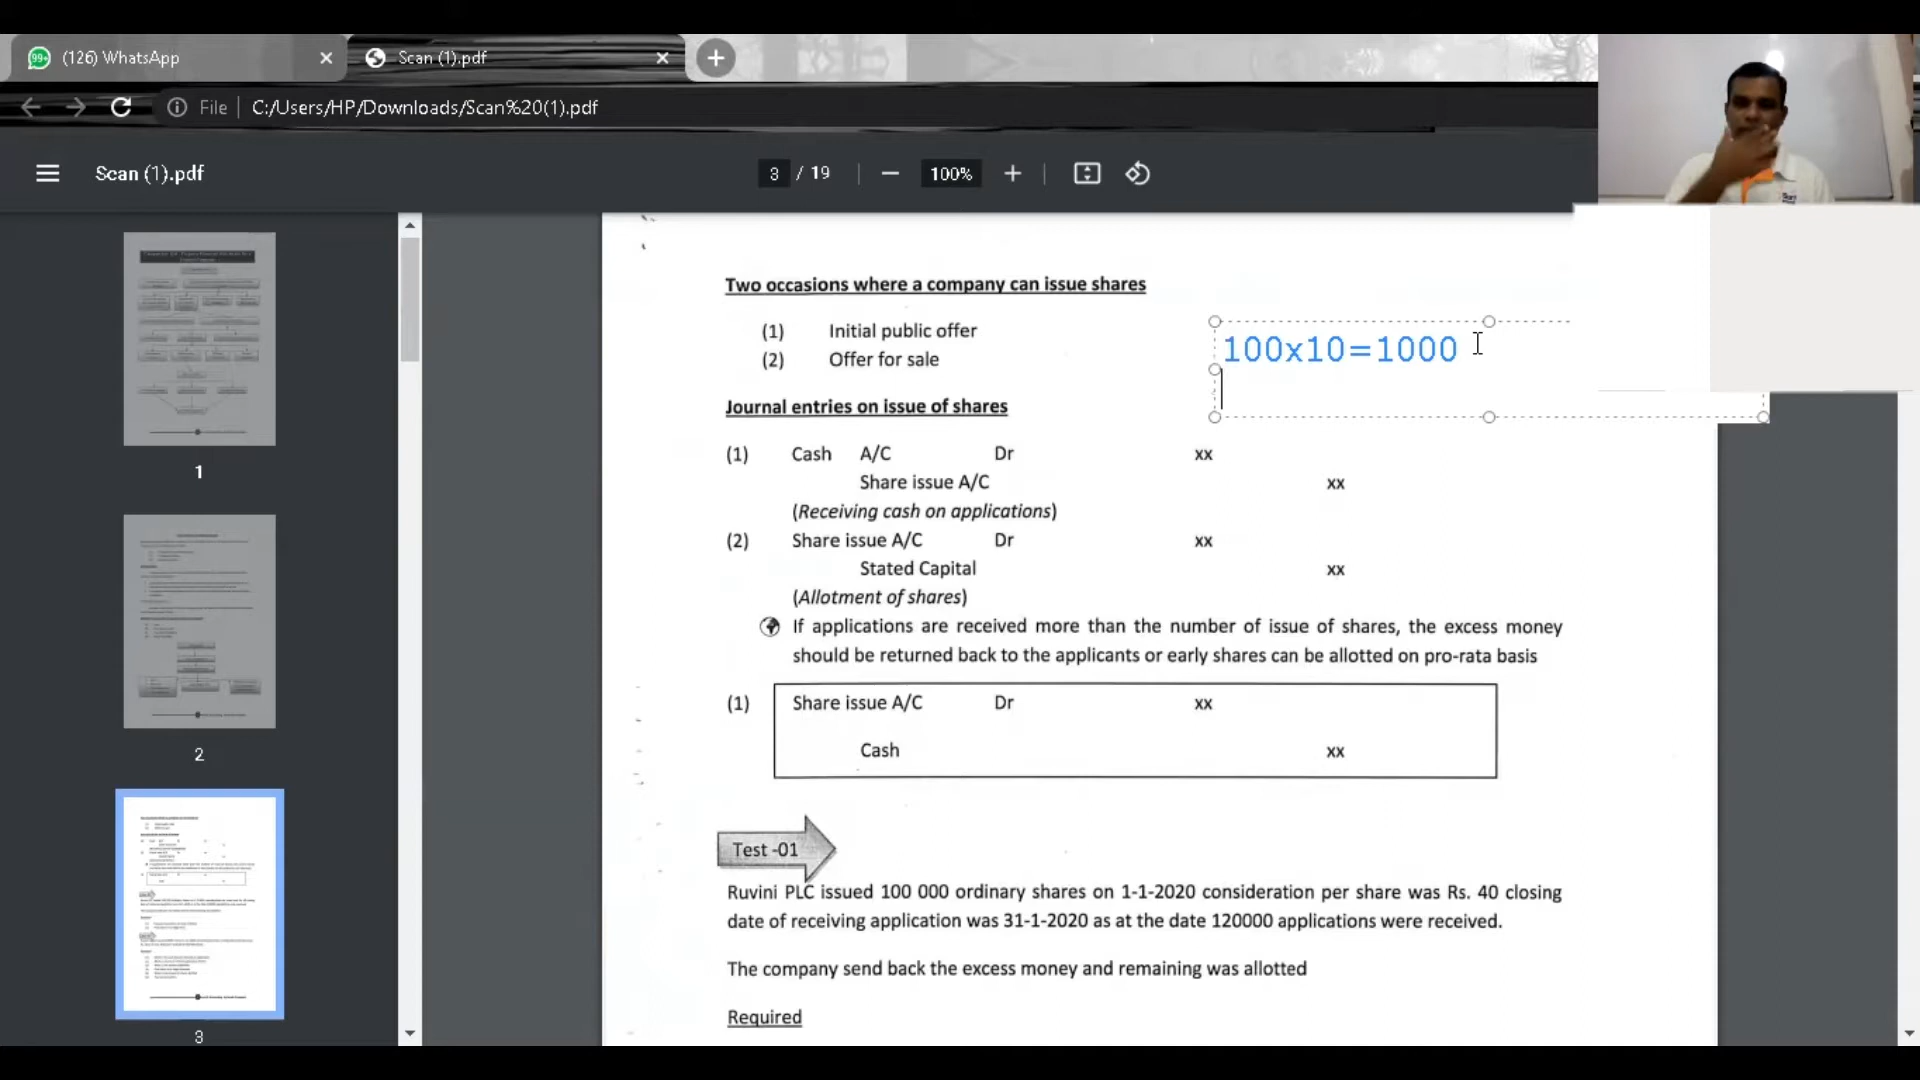 (126) WhatsApp
Scan (1).pdf
File
C:/Users/HP/Downloads/Scan%20(1).pdf
Scan (1).pdf
3 / 19
100%
1
2
3
Two occasions where a company can issue shares
(1) Initial public offer
(2) Offer for sale
100x10=1000
Journal entries on issue of shares
(1) Cash A/C Dr xx
Share issue A/C xx
(Receiving cash on applications)
(2) Share issue A/C Dr xx
Stated Capital xx
(Allotment of shares)
If applications are received more than the number of issue of shares, the excess money
should be returned back to the applicants or early shares can be allotted on pro-rata basis
(1) Share issue A/C Dr xx
Cash xx
Test -01
Ruvini PLC issued 100 000 ordinary shares on 1-1-2020 consideration per share was Rs. 40 closing
date of receiving application was 31-1-2020 as at the date 120000 applications were received.
The company send back the excess money and remaining was allotted
Required